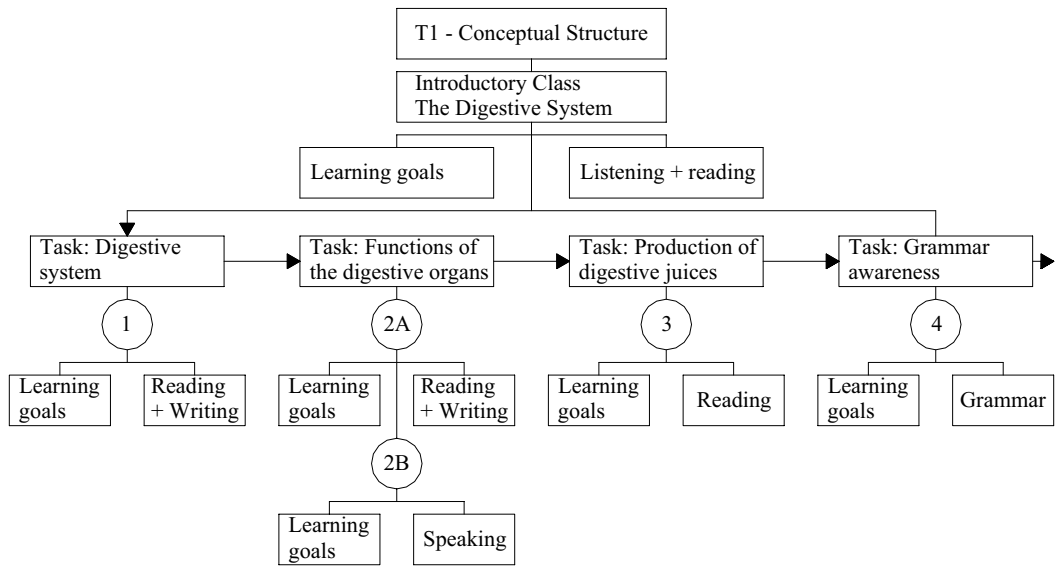 T1 - Conceptual Structure
Introductory Class
The Digestive System
Learning goals
Listening + reading
Task: Digestive
system
Task: Functions of
the digestive organs
Task: Production of
digestive juices
Task: Grammar
awareness
1
2A
3
4
Learning
goals
Reading
+ Writing
Learning
goals
Reading
+ Writing
Learning
goals
Reading
Learning
goals
Grammar
2B
Learning
goals
Speaking